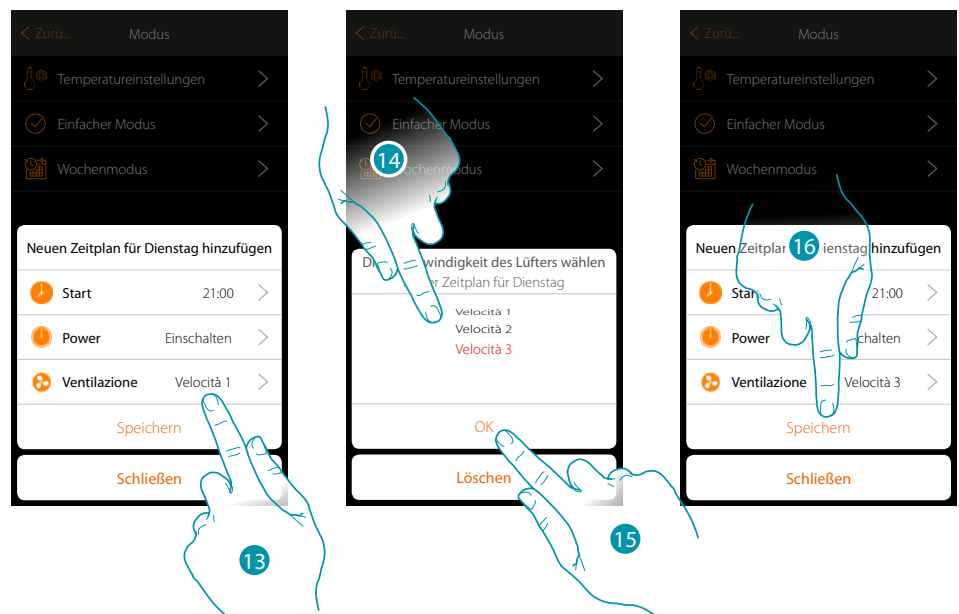 Zurü... Modus
Temperatureinstellungen
Einfacher Modus
Wochenmodus
Neuen Zeitplan für Dienstag hinzufügen
Start 21:00
Power Einschalten
Ventilazione Velocità 1
Speichern
Schließen
13
Zurü... Modus
Temperatureinstellungen
Einfacher Modus
14
Di windigkeit des Lüfters wählen
Zeitplan für Dienstag
Velocità 1
Velocità 2
Velocità 3
OK
Löschen
15
Zurü... Modus
Temperatureinstellungen
Einfacher Modus
Wochenmodus
Neuen Zeitplan 16 ienstag hinzufügen
Start 21:00
Power chalten
Ventilazione Velocità 3
Speichern
Schließen